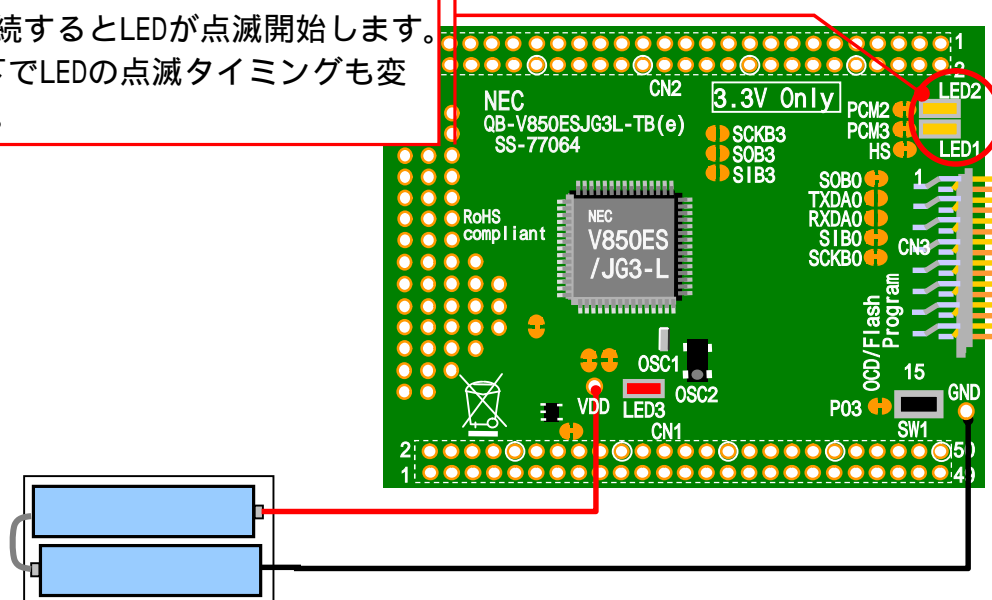 続するとLEDが点滅開始します。
でLEDの点滅タイミングも変
1
2
CN2
3.3V Only
LED2
PCM2
PCM3
HS
LED1
NEC
QB-V850ESJG3L-TB(e)
SS-77064
SCKB3
SOB3
SIB3
SOB0
TXDA0
RXDA0
SIB0
SCKB0
1
CN3
RoHS
compliant
NEC
V850ES
/JG3-L
OCD/Flash
Program
OSC1
OSC2
15
GND
VDD
LED3
P03
SW1
CN1
2
1